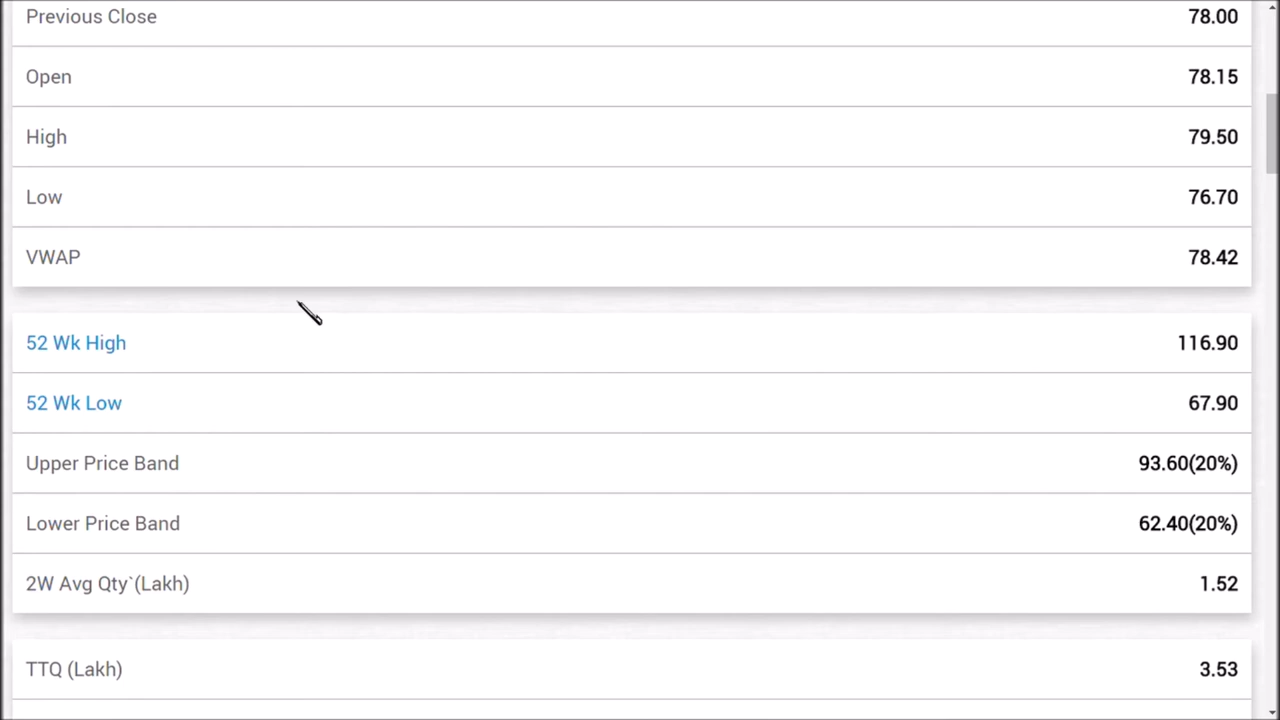 Previous Close 78.00
Open 78.15
High 79.50
Low 76.70
VWAP 78.42
52 Wk High 116.90
52 Wk Low 67.90
Upper Price Band 93.60(20%)
Lower Price Band 62.40(20%)
2W Avg Qty`(Lakh) 1.52
TTQ (Lakh) 3.53